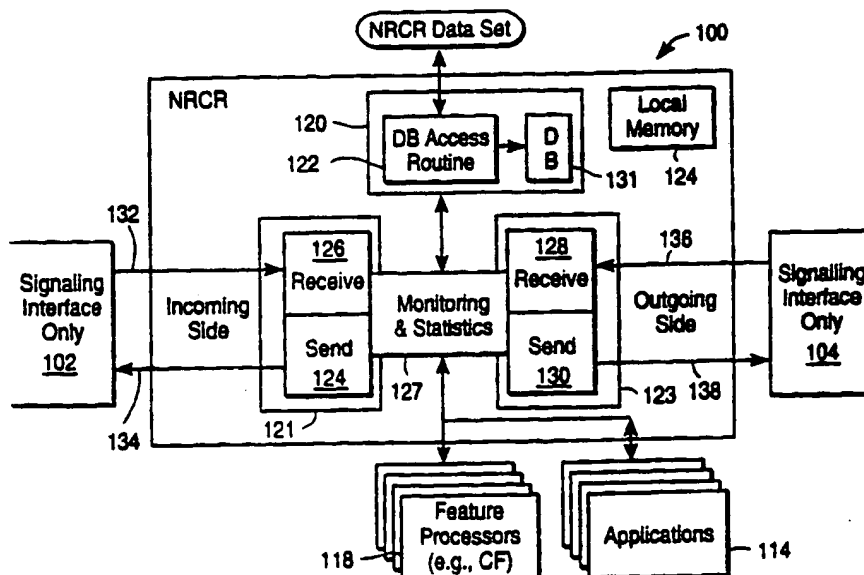 NRCR Data Set
100
NRCR
Local
Memory
124
120
DB Access
Routine
122
D
B
131
132
126
Receive
128
Receive
136
Signaling
Interface
Only
102
Incoming
Side
Monitoring
& Statistics
Outgoing
Side
Signalling
Interface
Only
104
Send
124
127
Send
130
134
121
123
138
Feature
Processors
(e.g., CF)
118
Applications
114